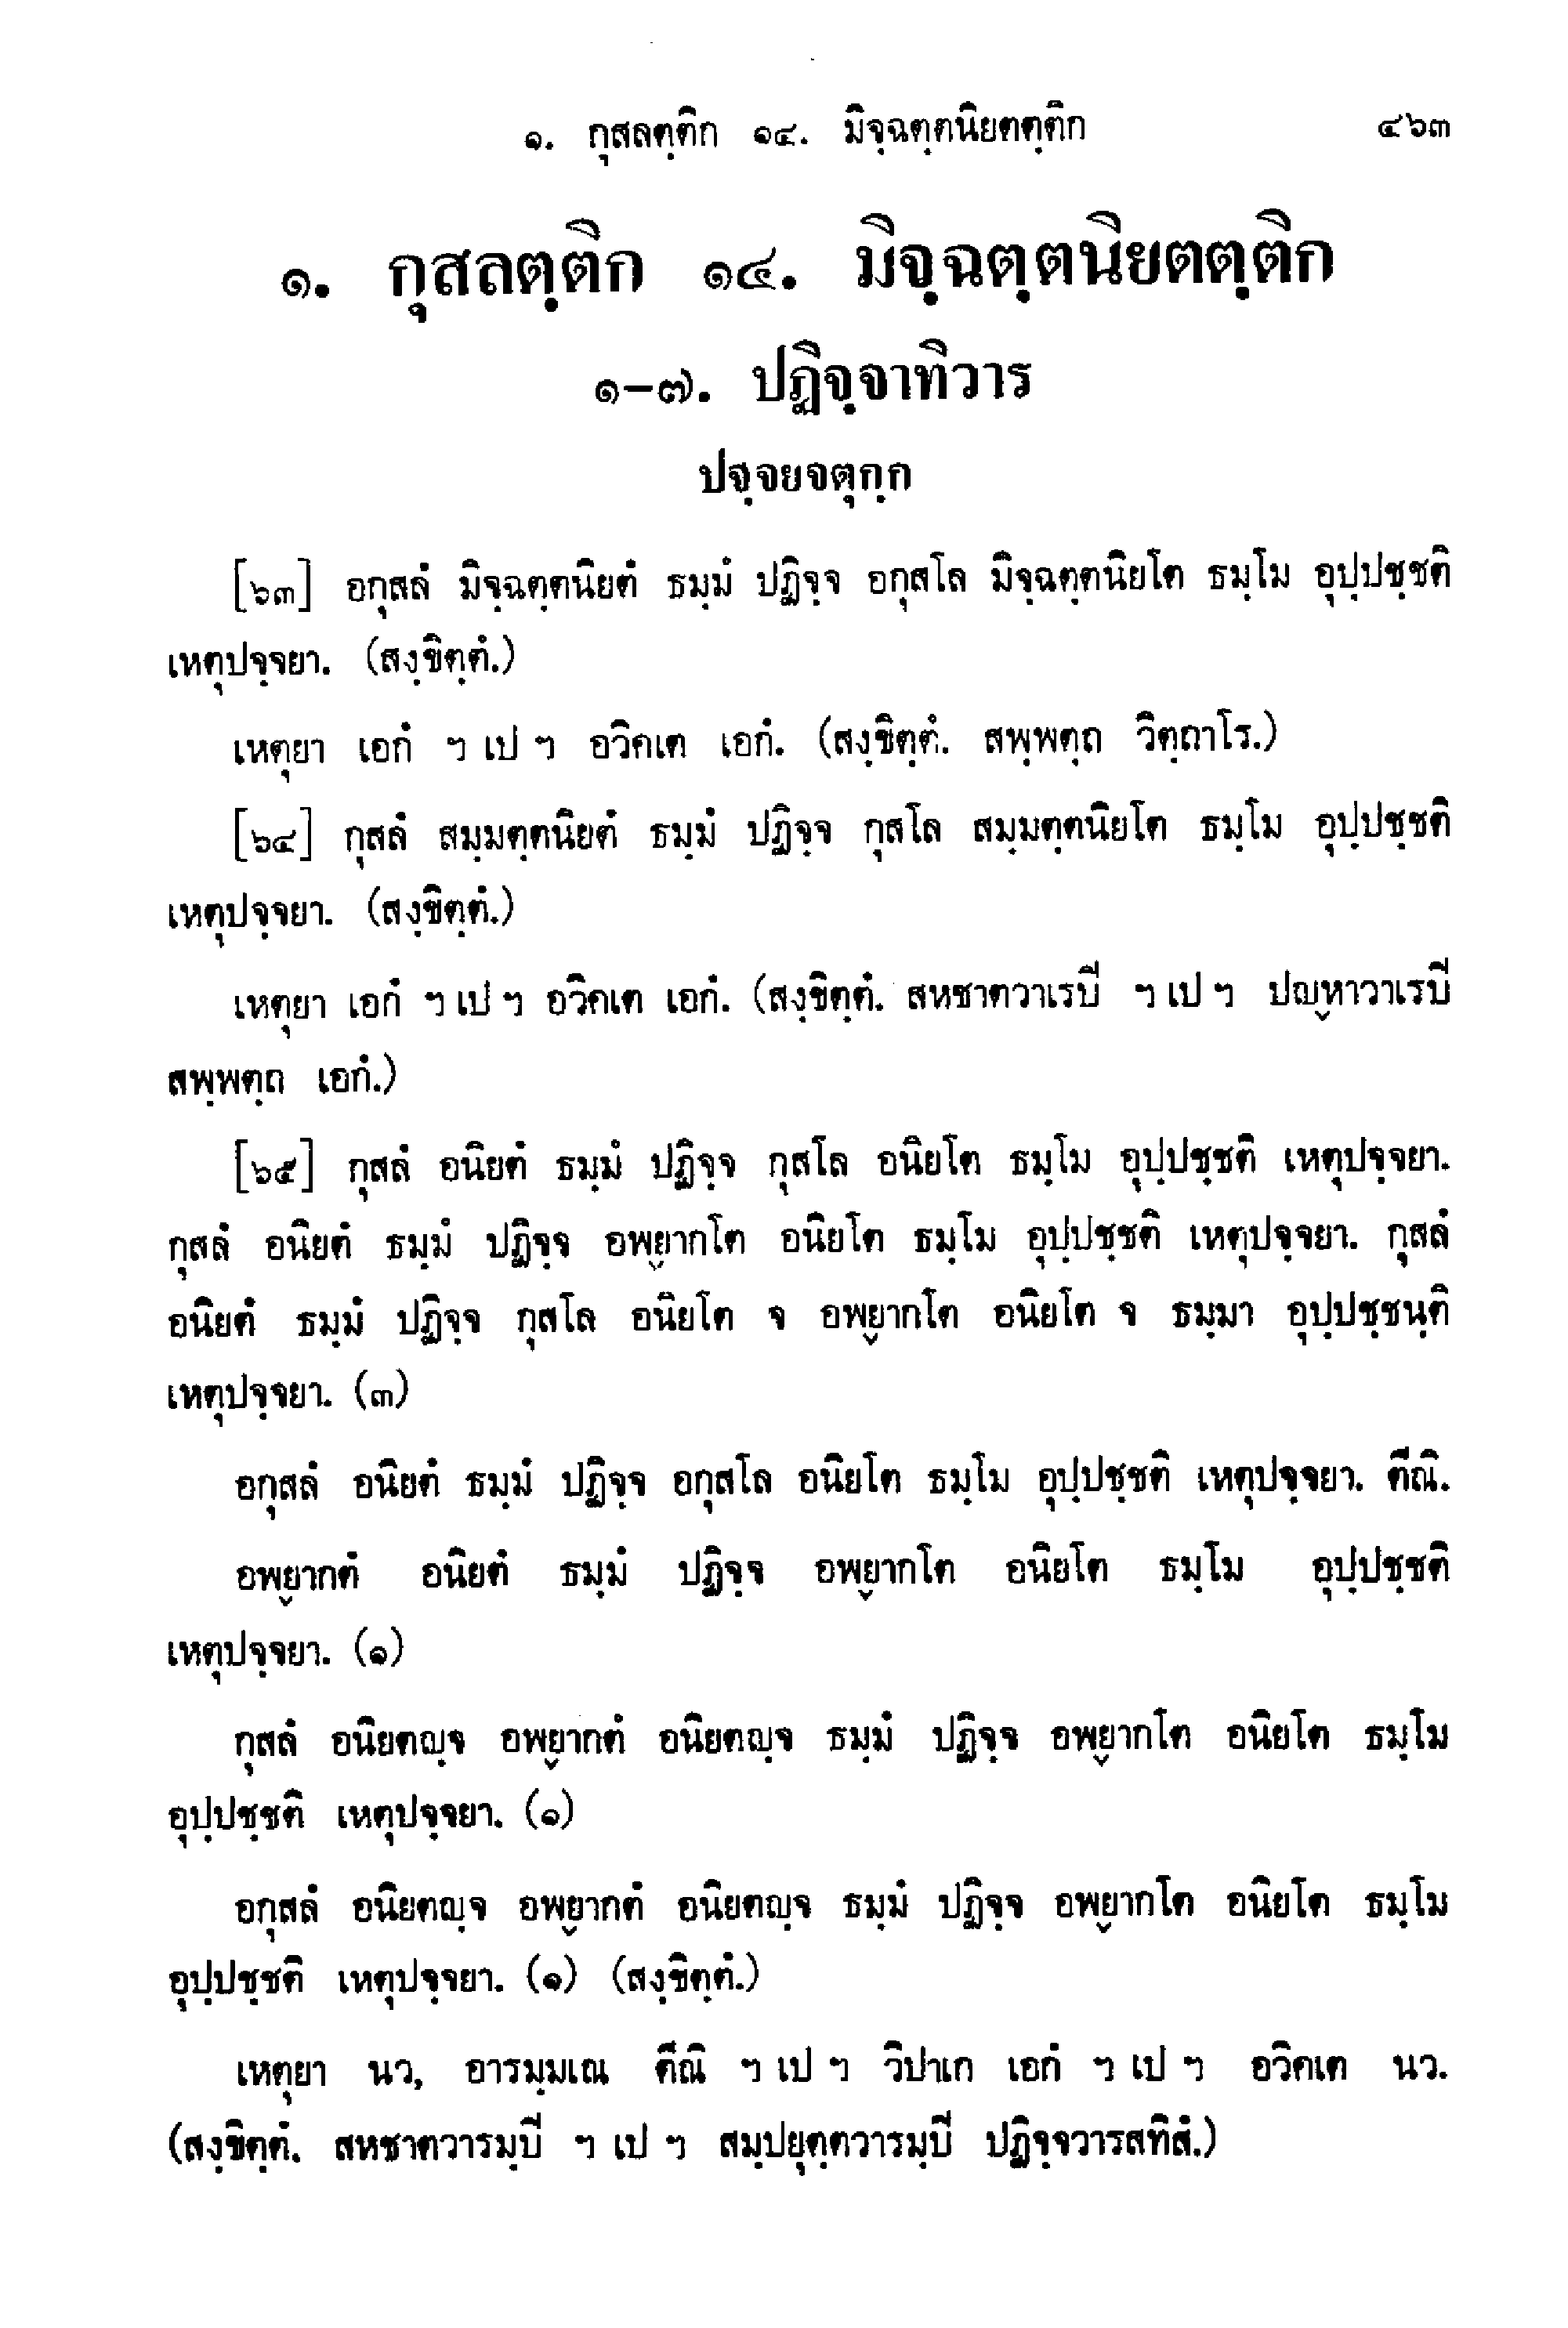 ๑. กุสลตฺติก ๑๔. มิจฺฉตฺตนิยตตฺติก ๔๖๓
๑. กุสลตฺติก ๑๔. มิจฺฉตฺตนิยตตฺติก
๑-๗. ปฏิจฺจาทิวาร
ปจฺจยจตุกฺก
[๖๓] อกุสลํ มิจฺฉตฺตนิยตํ ธมฺมํ ปฏิจฺจ อกุสโล มิจฺฉตฺตนิยโต ธมฺโม อุปฺปชฺชติ
เหตุปจฺจยา. (สงฺขิตฺตํ.)
เหตุยา เอกํ ฯ เป ฯ อวิคเต เอกํ. (สงฺขิตฺตํ. สพฺพตฺถ วิตฺถาโร.)
[๖๔] กุสลํ สมฺมตฺตนิยตํ ธมฺมํ ปฏิจฺจ กุสโล สมฺมตฺตนิยโต ธมฺโม อุปฺปชฺชติ
เหตุปจฺจยา. (สงฺขิตฺตํ.)
เหตุยา เอกํ ฯ เป ฯ อวิคเต เอกํ. (สงฺขิตฺตํ. สหชาตวาเรปิ ฯ เป ฯ ปญฺหาวาเรปิ
สพฺพตฺถ เอกํ.)
[๖๕] กุสลํ อนิยตํ ธมฺมํ ปฏิจฺจ กุสโล อนิยโต ธมฺโม อุปฺปชฺชติ เหตุปจฺจยา.
กุสลํ อนิยตํ ธมฺมํ ปฏิจฺจ อพฺยากโต อนิยโต ธมฺโม อุปฺปชฺชติ เหตุปจฺจยา. กุสลํ
อนิยตํ ธมฺมํ ปฏิจฺจ กุสโล อนิยโต จ อพฺยากโต อนิยโต จ ธมฺมา อุปฺปชฺชนฺติ
เหตุปจฺจยา. (๓)
อกุสลํ อนิยตํ ธมฺมํ ปฏิจฺจ อกุสโล อนิยโต ธมฺโม อุปฺปชฺชติ เหตุปจฺจยา. ตีณิ.
อพฺยากตํ อนิยตํ ธมฺมํ ปฏิจฺจ อพฺยากโต อนิยโต ธมฺโม อุปฺปชฺชติ
เหตุปจฺจยา. (๑)
กุสลํ อนิยตญฺจ อพฺยากตํ อนิยตญฺจ ธมฺมํ ปฏิจฺจ อพฺยากโต อนิยโต ธมฺโม
อุปฺปชฺชติ เหตุปจฺจยา. (๑)
อกุสลํ อนิยตญฺจ อพฺยากตํ อนิยตญฺจ ธมฺมํ ปฏิจฺจ อพฺยากโต อนิยโต ธมฺโม
อุปฺปชฺชติ เหตุปจฺจยา. (๑) (สงฺขิตฺตํ.)
เหตุยา นว, อารมฺมเณ ตีณิ ฯ เป ฯ วิปาเก เอกํ ฯ เป ฯ อวิคเต นว.
(สงฺขิตฺตํ. สหชาตวารมฺปิ ฯ เป ฯ สมฺปยุตฺตวารมฺปิ ปฏิจฺจวารสทิสํ.)